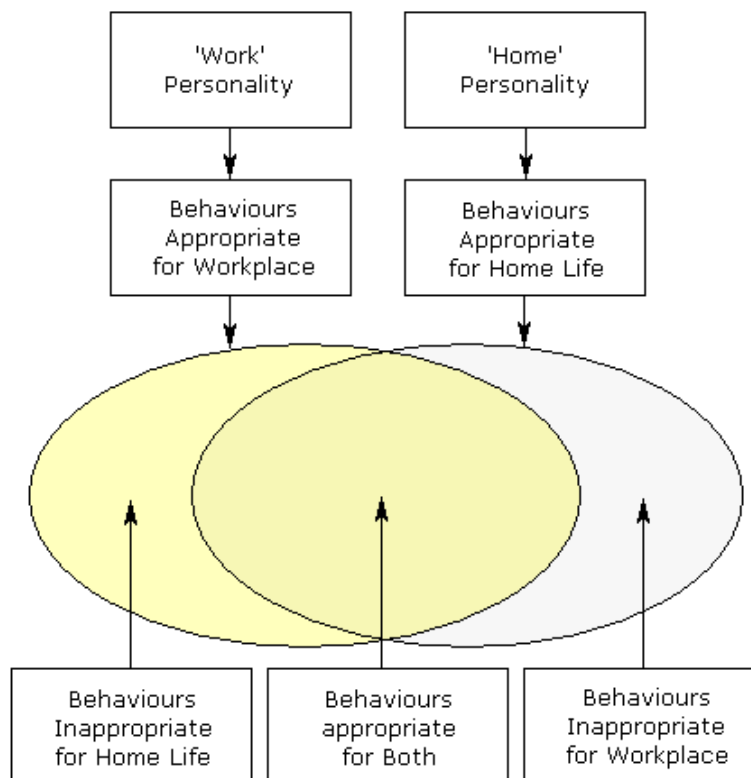 'Work'
Personality
'Home'
Personality
Behaviours
Appropriate
for Workplace
Behaviours
Appropriate
for Home Life
Behaviours
Inappropriate
for Home Life
Behaviours
appropriate
for Both
Behaviours
Inappropriate
for Workplace